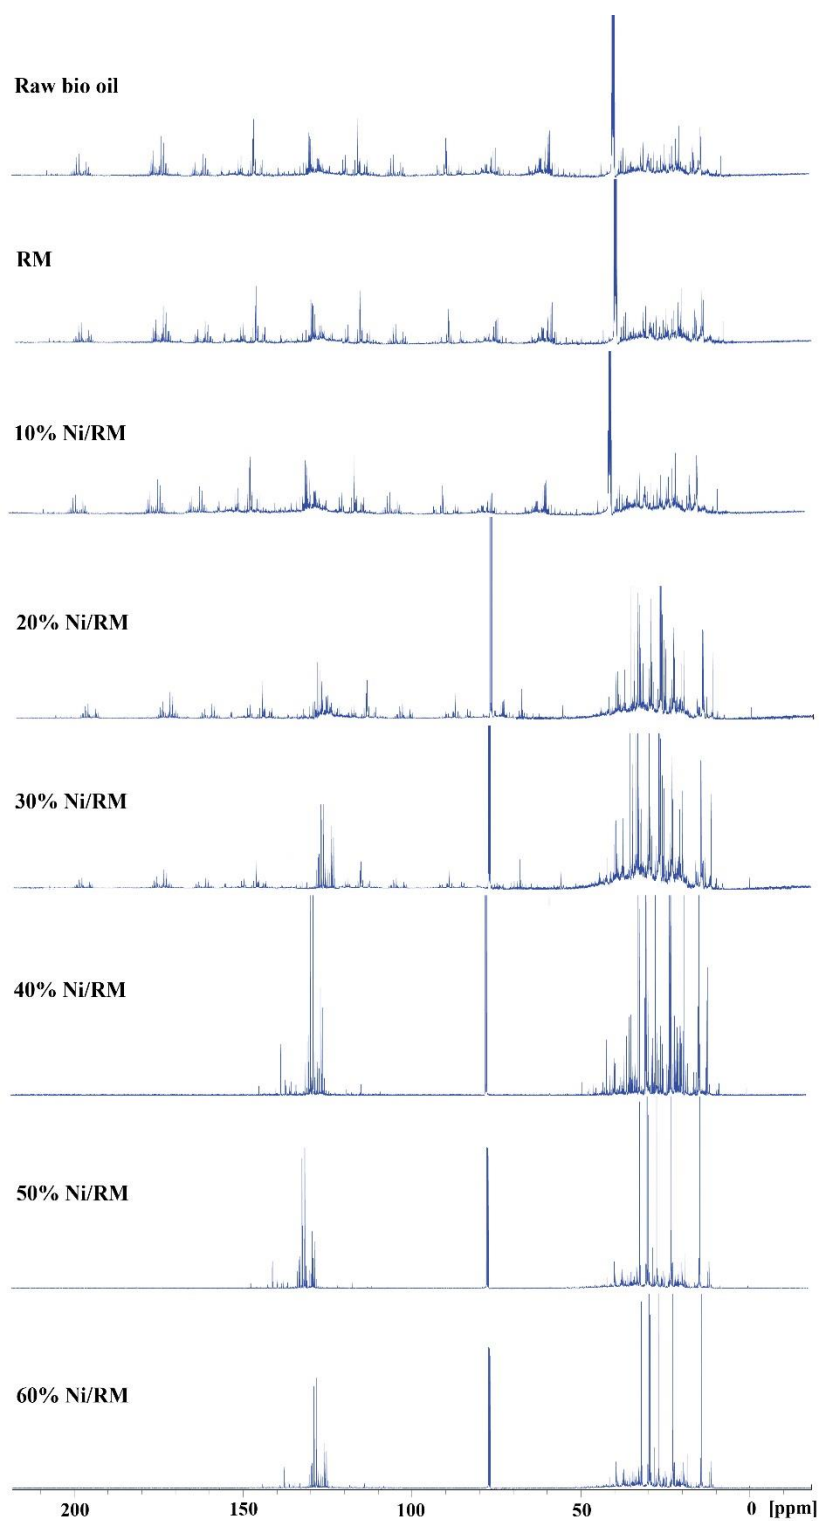 Raw bio oil
RM
10% Ni/RM
20% Ni/RM
30% Ni/RM
40% Ni/RM
50% Ni/RM
60% Ni/RM
200 150 100 50 0 [ppm]